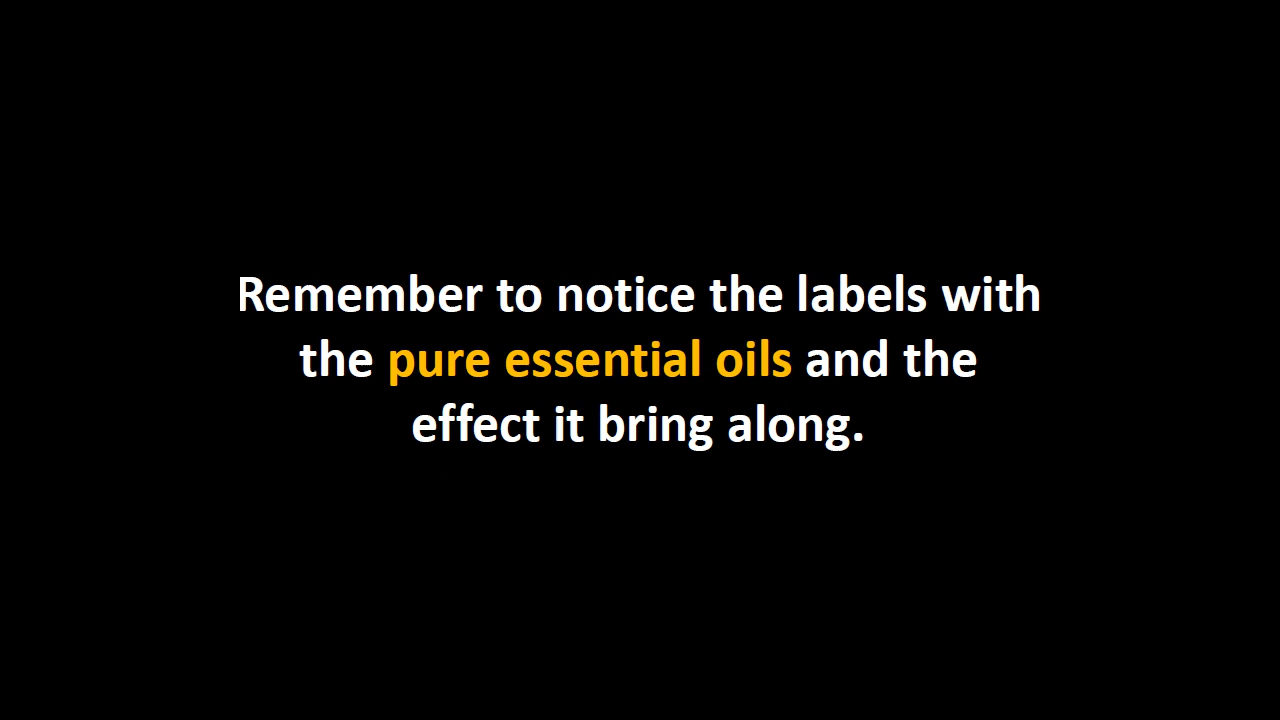 Remember to notice the labels with
the pure essential oils and the
effect it bring along.